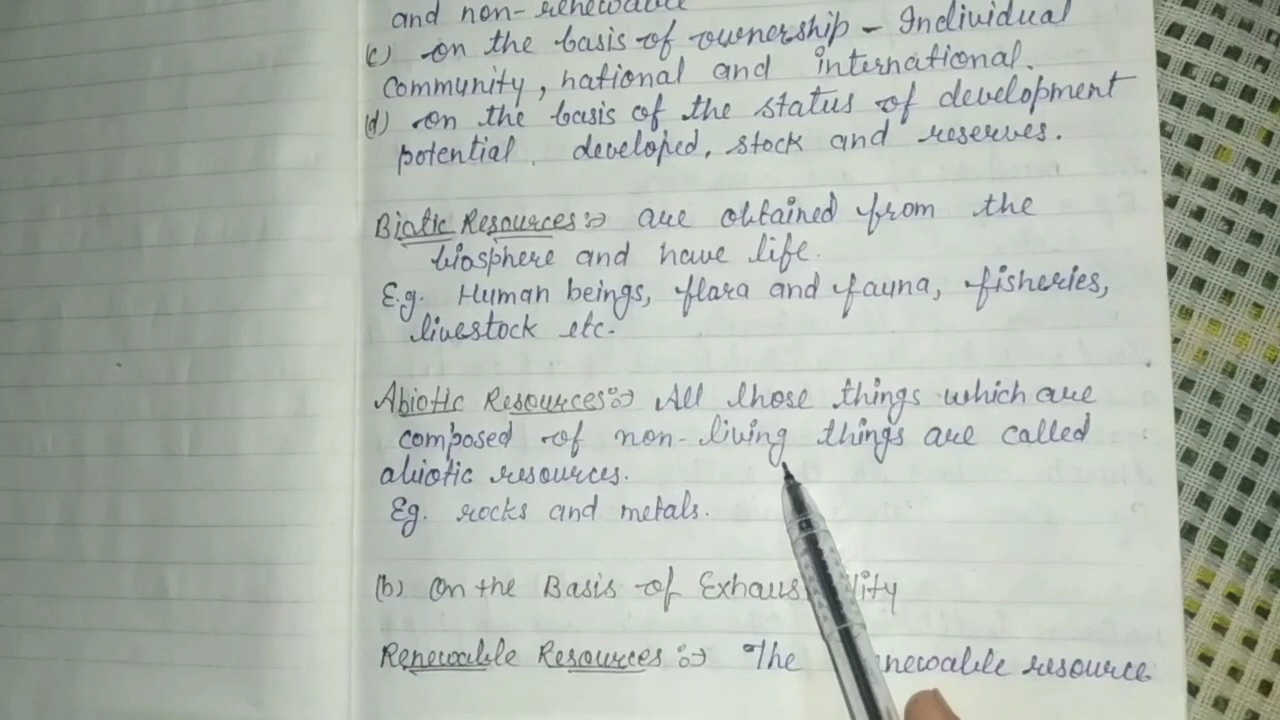 and non-renewable
(c) on the basis of ownership - Individual
community, national and international.
(d) on the basis of the status of development
potential, developed, stock and reserves.
Biotic Resources :→ are obtained from the
biosphere and have life.
E.g. Human beings, flara and fauna, fisheries,
livestock etc.
Abiotic Resources :→ All those things which are
composed of non-living things are called
abiotic resources.
Eg. rocks and metals.
(b) On the Basis of
Renewable Resources :→ The resource